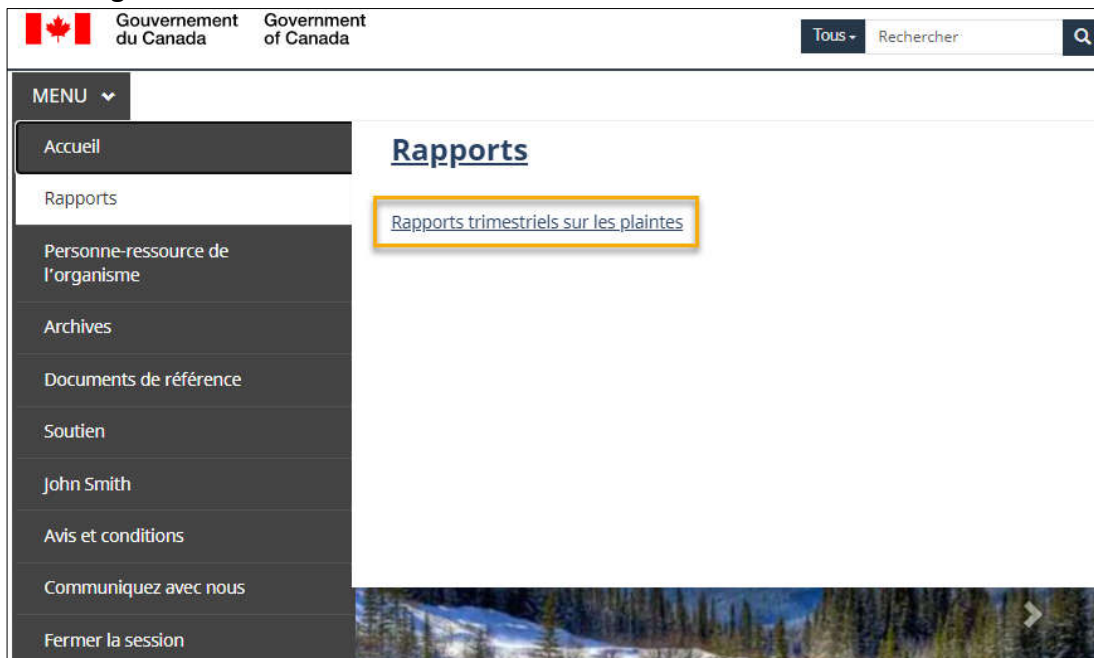 Gouvernement Government
du Canada of Canada
Tous
Rechercher
MENU
Accueil
Rapports
Personne-ressource de
l'organisme
Archives
Documents de référence
Soutien
John Smith
Avis et conditions
Communiquez avec nous
Fermer la session
Rapports
Rapports trimestriels sur les plaintes